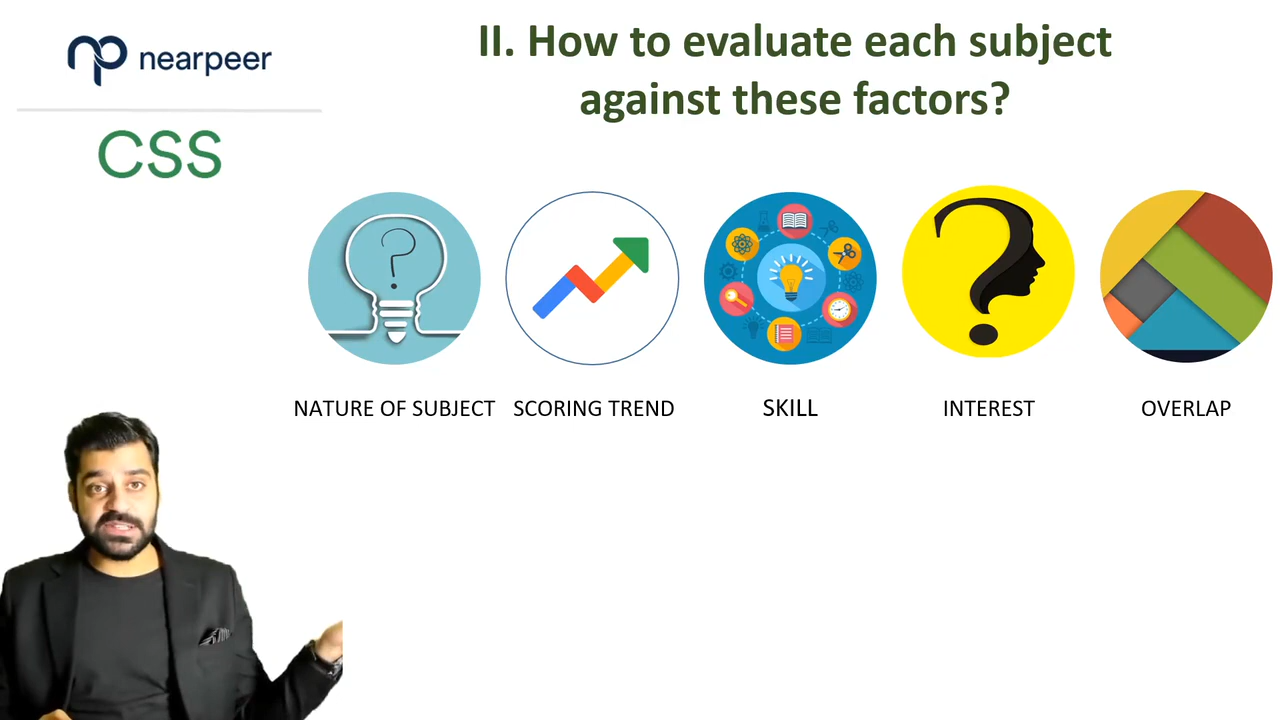 nearpeer
CSS
II. How to evaluate each subject
against these factors?
NATURE OF SUBJECT
SCORING TREND
SKILL
INTEREST
OVERLAP